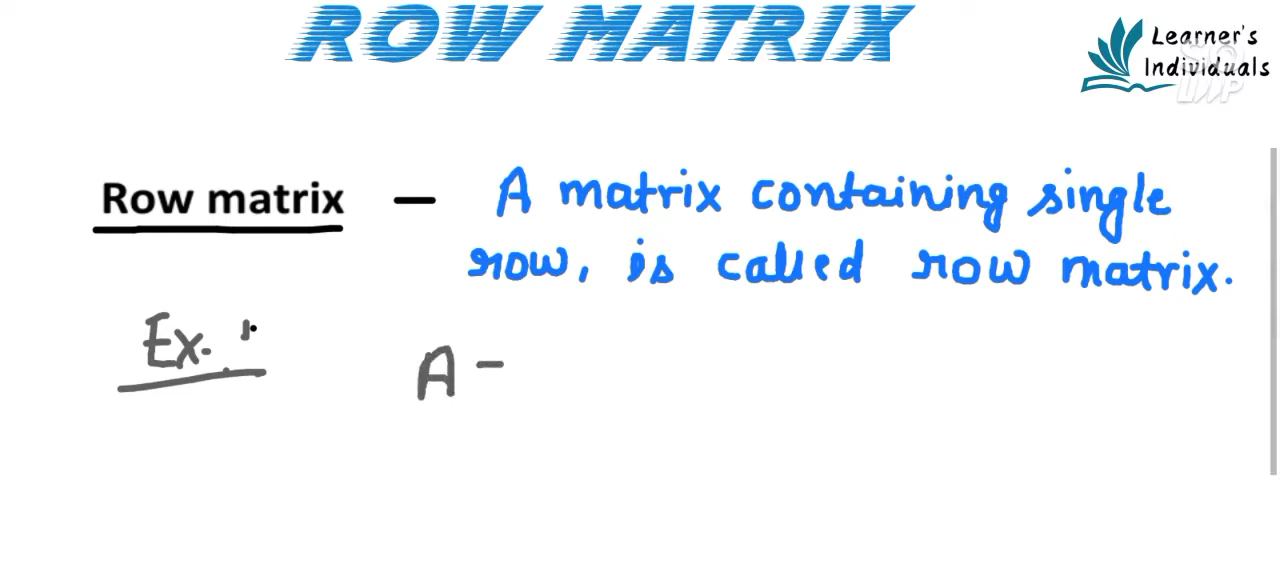 ROW MATRIX
Learner's
Individuals
Row matrix — A matrix containing single
row, is called row matrix.
Ex.
A -